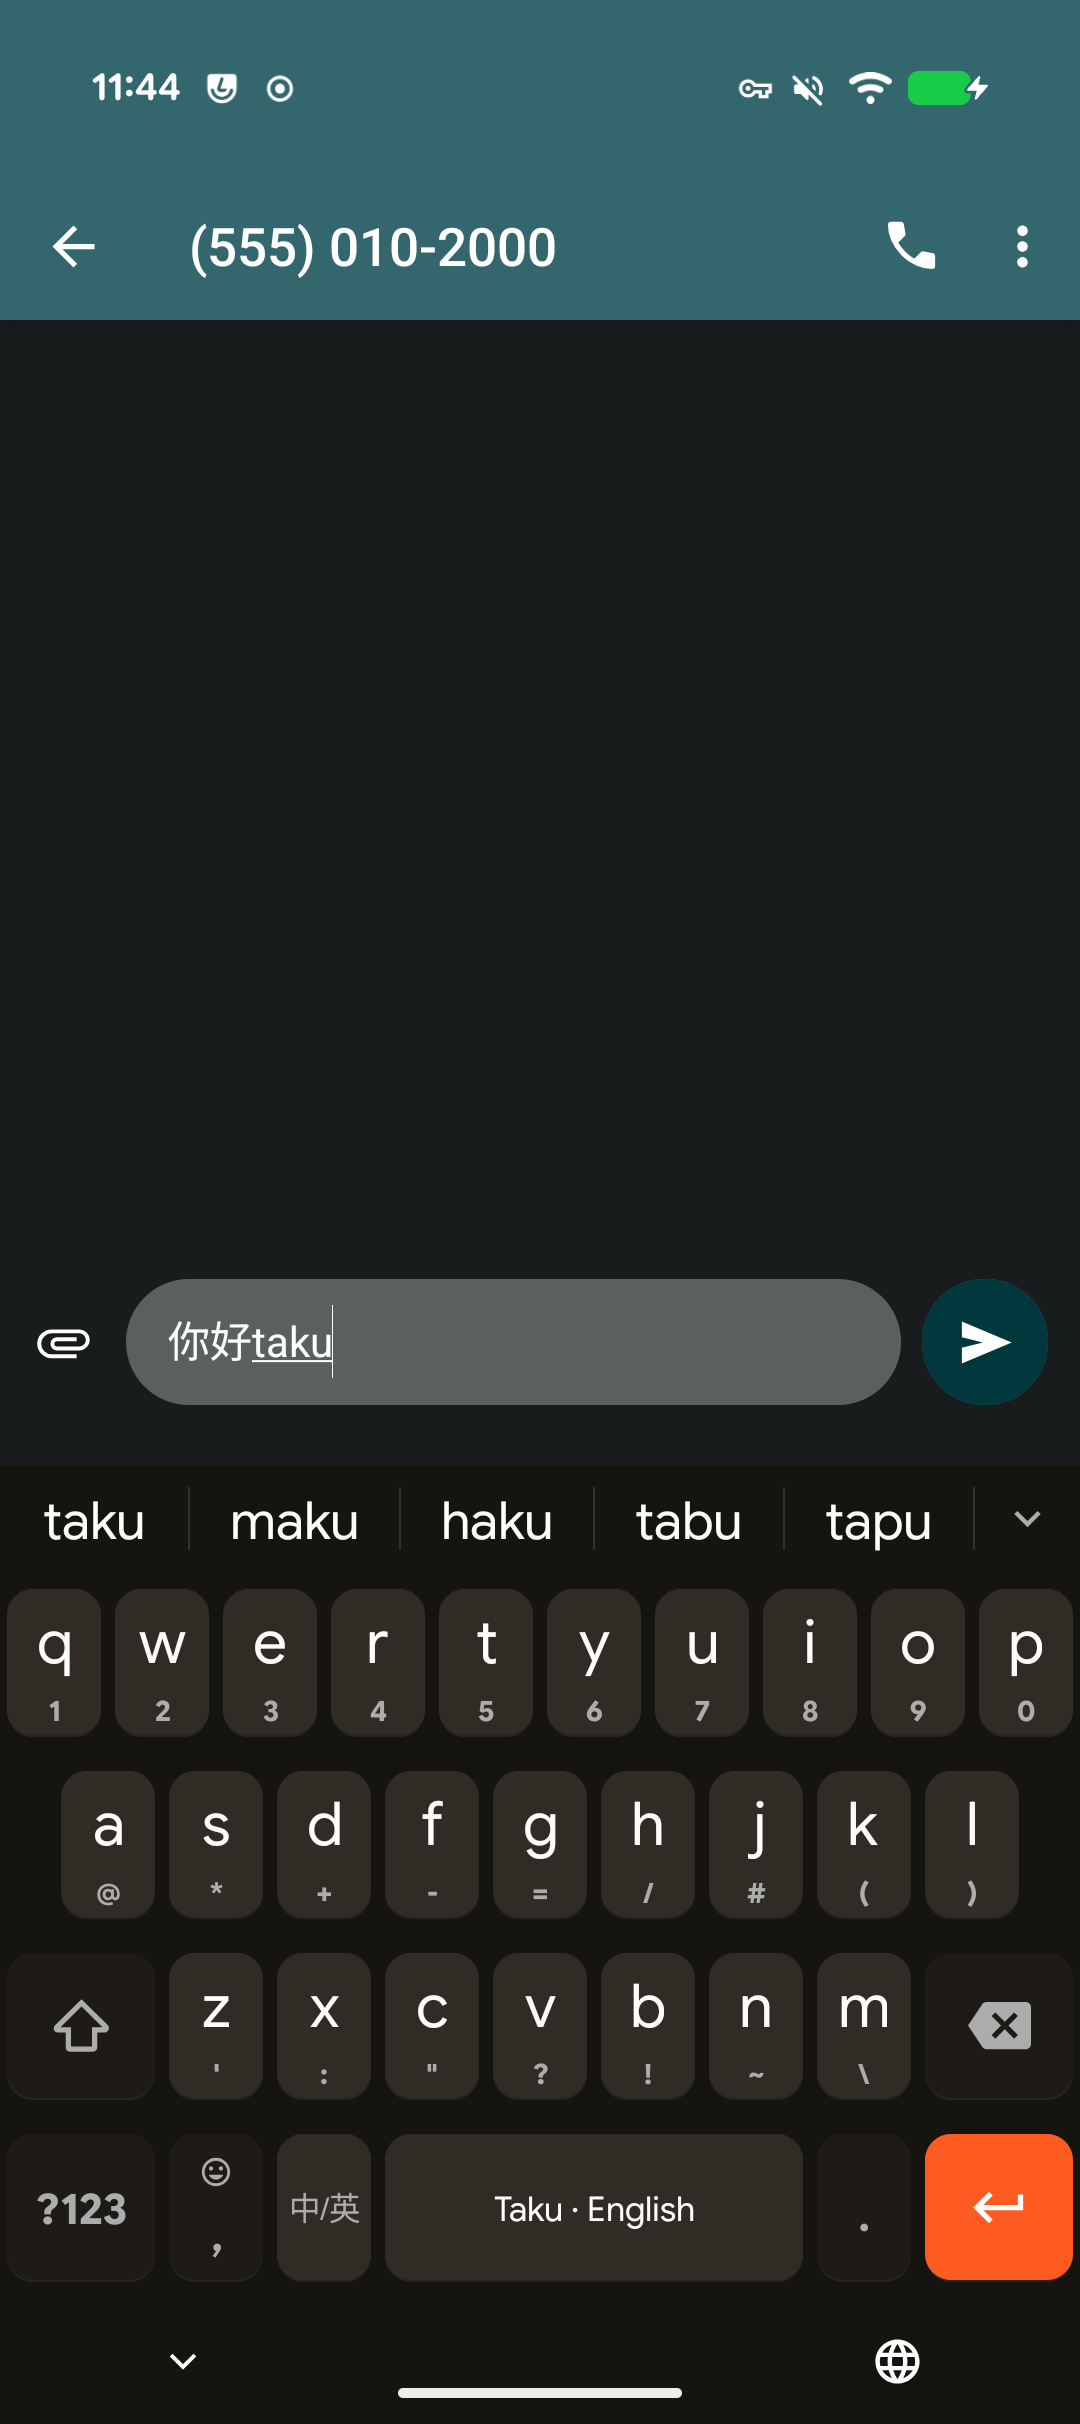 11:44
(555) 010-2000
你好taku
taku maku haku tabu tapu
q w e r t y u i o p
1 2 3 4 5 6 7 8 9 0
a s d f g h j k l
@ * + - = / # ( )
z x c v b n m
' : " ? ! ~ \
?123 , 中/英 Taku · English .